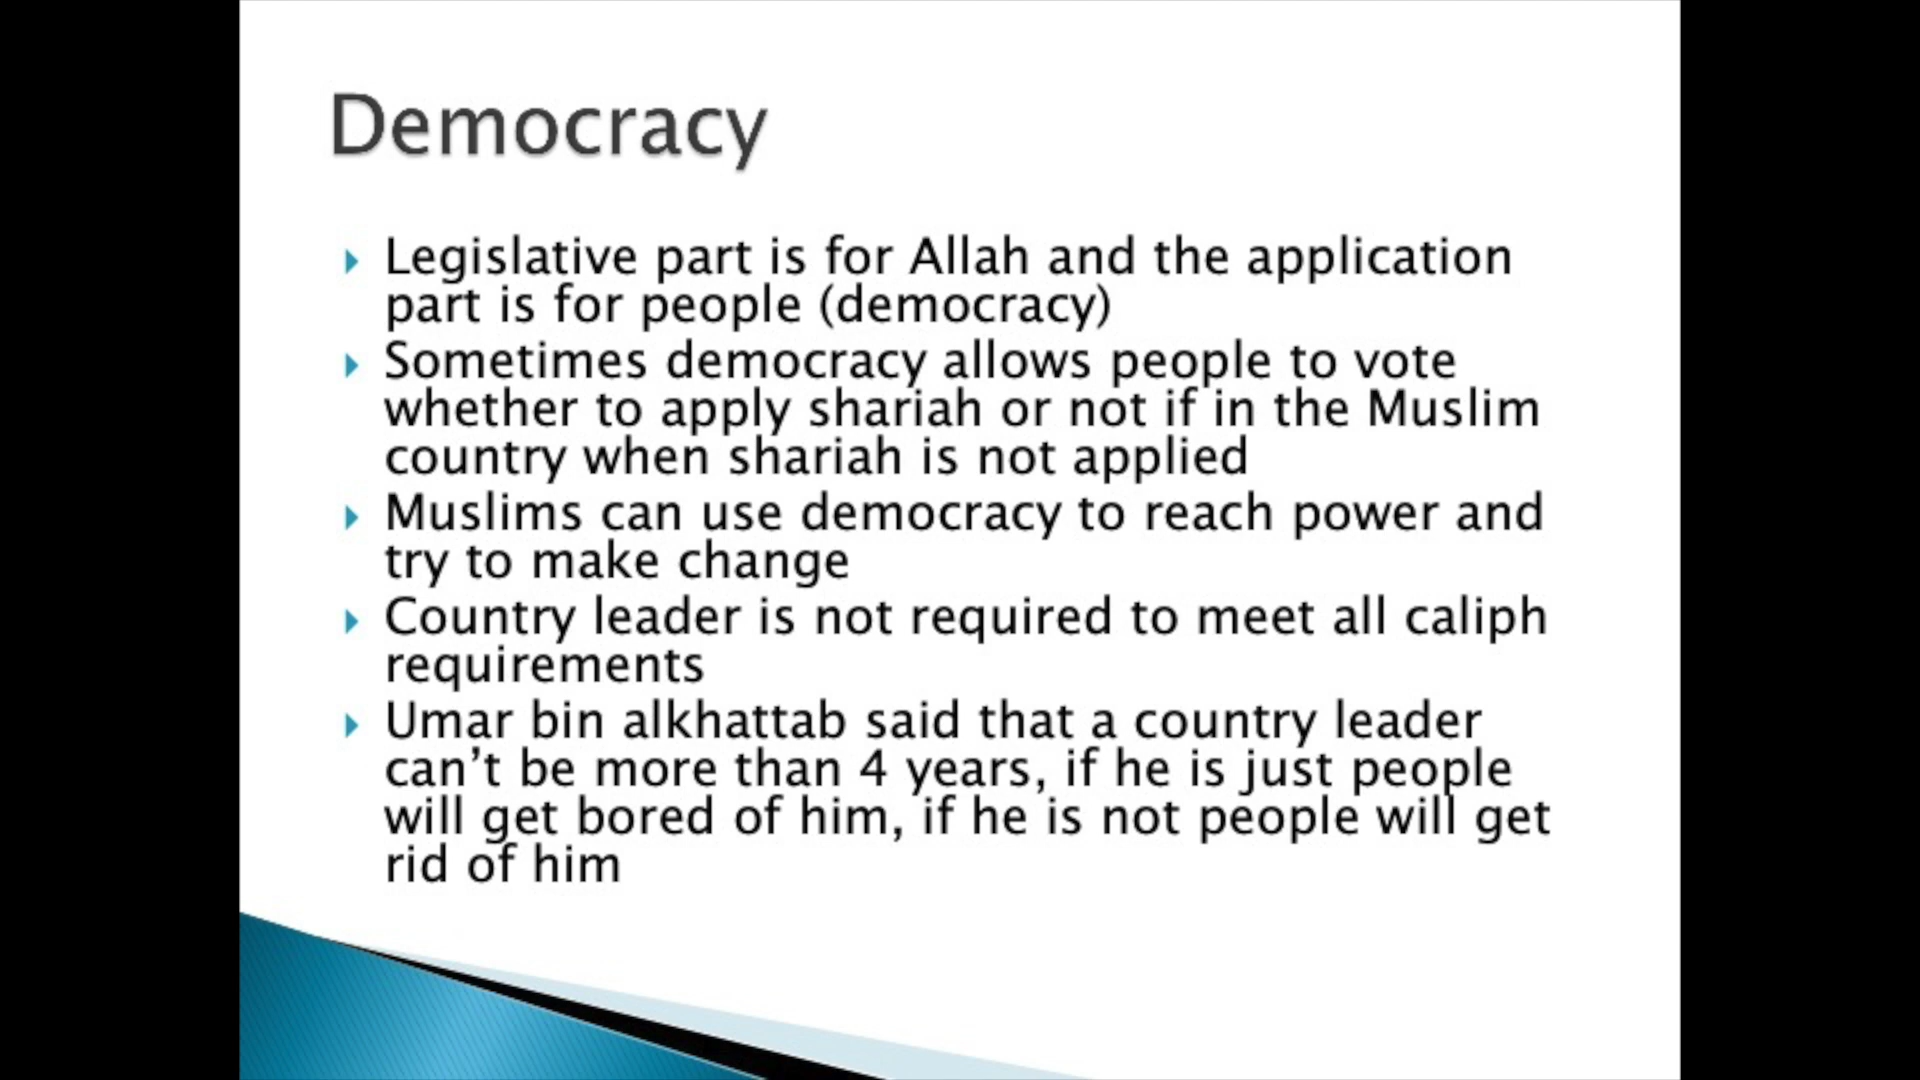 Democracy
Legislative part is for Allah and the application
part is for people (democracy)
Sometimes democracy allows people to vote
whether to apply shariah or not if in the Muslim
country when shariah is not applied
Muslims can use democracy to reach power and
try to make change
Country leader is not required to meet all caliph
requirements
Umar bin alkhattab said that a country leader
can’t be more than 4 years, if he is just people
will get bored of him, if he is not people will get
rid of him